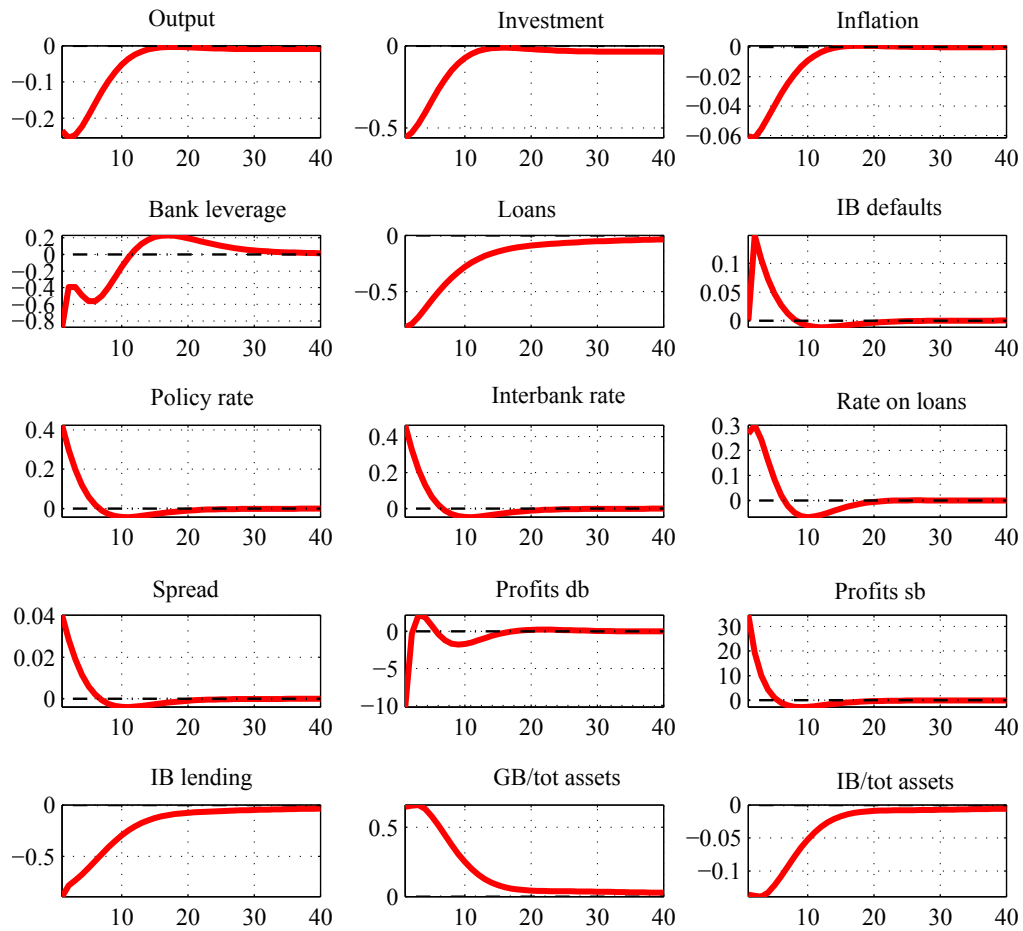 Output
Investment
Inflation
0
−0.1
−0.2
10 20 30 40
0
−0.5
10 20 30 40
0
−0.02
−0.04
−0.06
10 20 30 40
Bank leverage
Loans
IB defaults
0.2
0
−0.2
−0.4
−0.6
−0.8
10 20 30 40
0
−0.5
10 20 30 40
0.1
0.05
0
10 20 30 40
Policy rate
Interbank rate
Rate on loans
0.4
0.2
0
10 20 30 40
0.4
0.2
0
10 20 30 40
0.3
0.2
0.1
0
10 20 30 40
Spread
Profits db
Profits sb
0.04
0.02
0
10 20 30 40
0
−5
−10
10 20 30 40
30
20
10
0
10 20 30 40
IB lending
GB/tot assets
IB/tot assets
0
−0.5
10 20 30 40
0.5
0
10 20 30 40
0
−0.05
−0.1
10 20 30 40